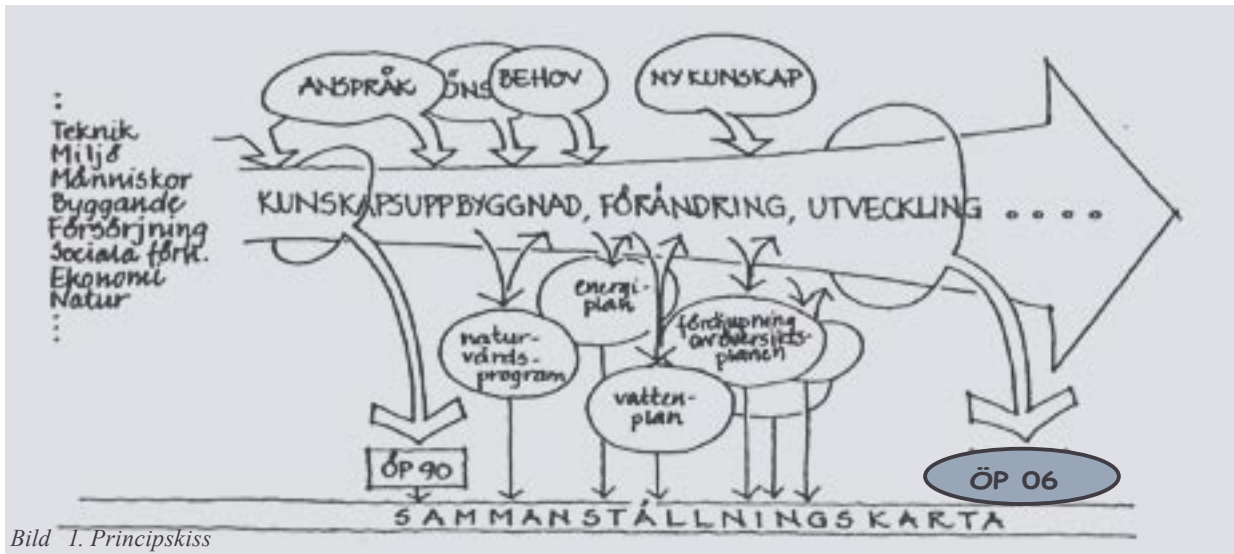 ANSPRÅK
ÖNS
BEHOV
NY KUNSKAP
Teknik
Miljö
Människor
Byggande
Försörjning
Sociala förh.
Ekonomi
Natur
KUNSKAPSUPPBYGGNAD, FÖRÄNDRING, UTVECKLING ....
energi-
plan
natur-
vårds-
program
fördjupning
av översikts-
planen
vatten-
plan
ÖP 90
ÖP 06
SAMMANSTÄLLNINGSKARTA
Bild 1. Principskiss